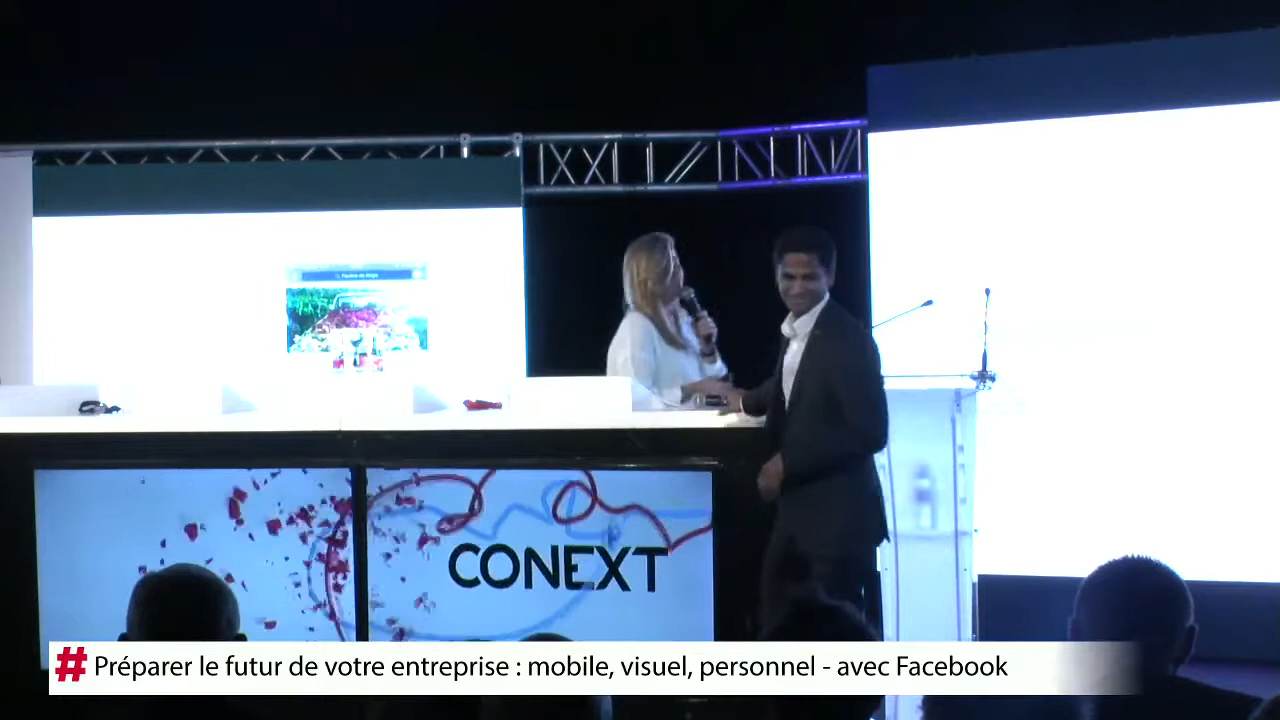 CONEXT
# Préparer le futur de votre entreprise : mobile, visuel, personnel - avec Facebook